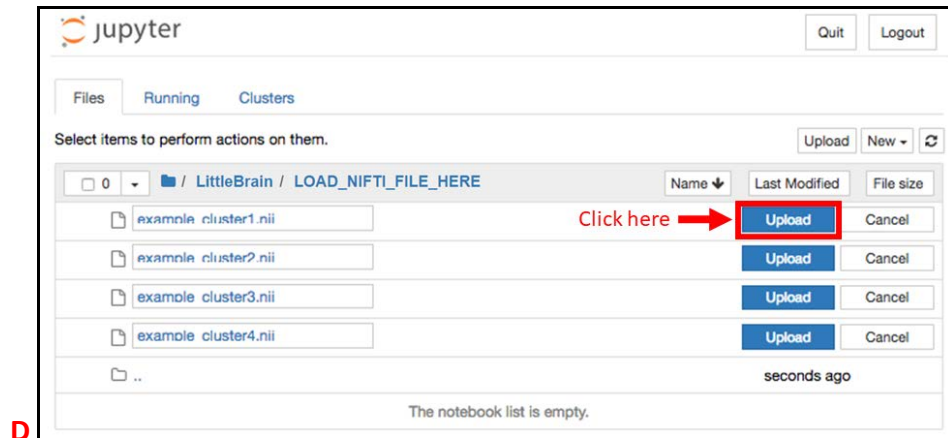 jupyter
Quit Logout
Files Running Clusters
Select items to perform actions on them.
Upload New
0 / LittleBrain / LOAD_NIFTI_FILE_HERE Name Last Modified File size
example_cluster1.nii Click here Upload Cancel
example_cluster2.nii Upload Cancel
example_cluster3.nii Upload Cancel
example_cluster4.nii Upload Cancel
.. seconds ago
The notebook list is empty.
D